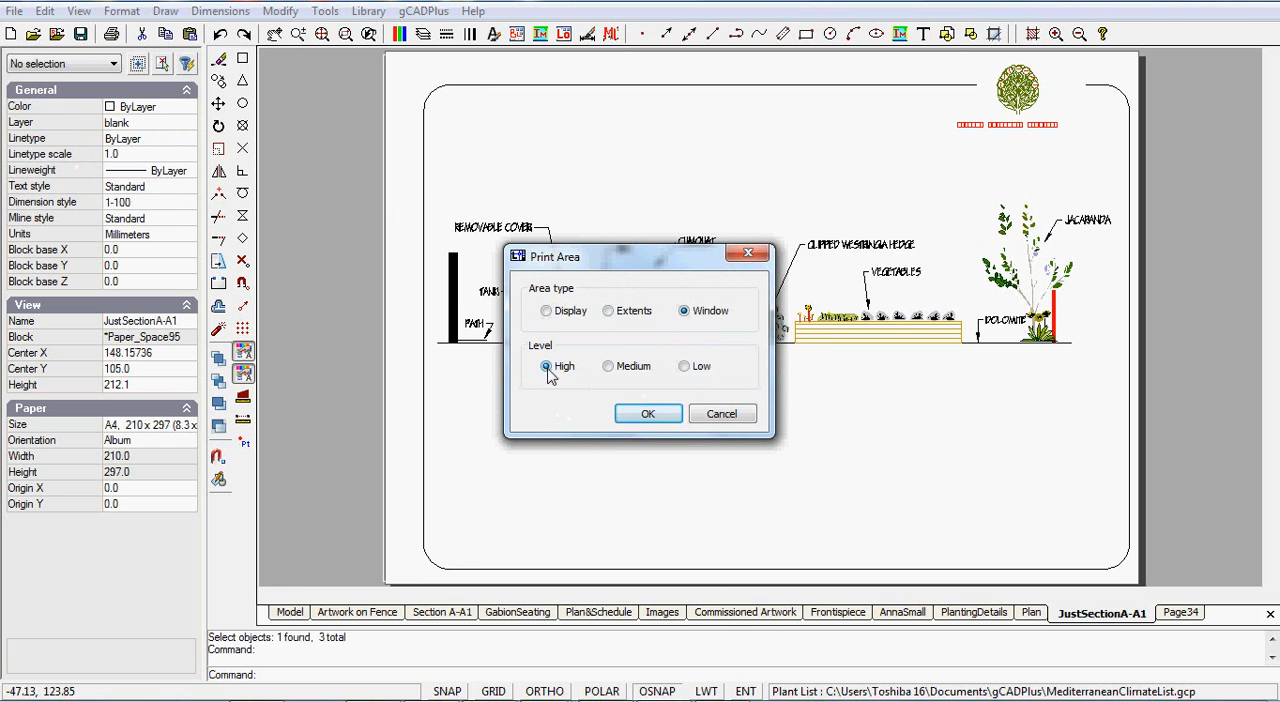 File Edit View Format Draw Dimensions Modify Tools Library gCADPlus Help
No selection
General
Color ByLayer
Layer blank
Linetype ByLayer
Linetype scale 1.0
Lineweight ByLayer
Text style Standard
Dimension style 1-100
Mline style Standard
Units Millimeters
Block base X 0.0
Block base Y 0.0
Block base Z 0.0
View
Name JustSectionA-A1
Block *Paper_Space95
Center X 148.15736
Center Y 105.0
Height 212.1
Paper
Size A4, 210 x 297 (8.3 x
Orientation Album
Width 210.0
Height 297.0
Origin X 0.0
Origin Y 0.0
REMOVABLE COVER
TANK
PATH
CUMQUAT
CLIPPED WESTRINGIA HEDGE
VEGETABLES
DOLOMITE
JACARANDA
Print Area
Area type
Display Extents Window
Level
High Medium Low
OK Cancel
Model Artwork on Fence Section A-A1 GabionSeating Plan&Schedule Images Commissioned Artwork Frontispiece AnnaSmall PlantingDetails Plan JustSectionA-A1 Page34
Select objects: 1 found, 3 total
Command:
Command:
-47.13, 123.85 SNAP GRID ORTHO POLAR OSNAP LWT ENT Plant List : C:\Users\Toshiba 16\Documents\gCADPlus\MediterraneanClimateList.gcp